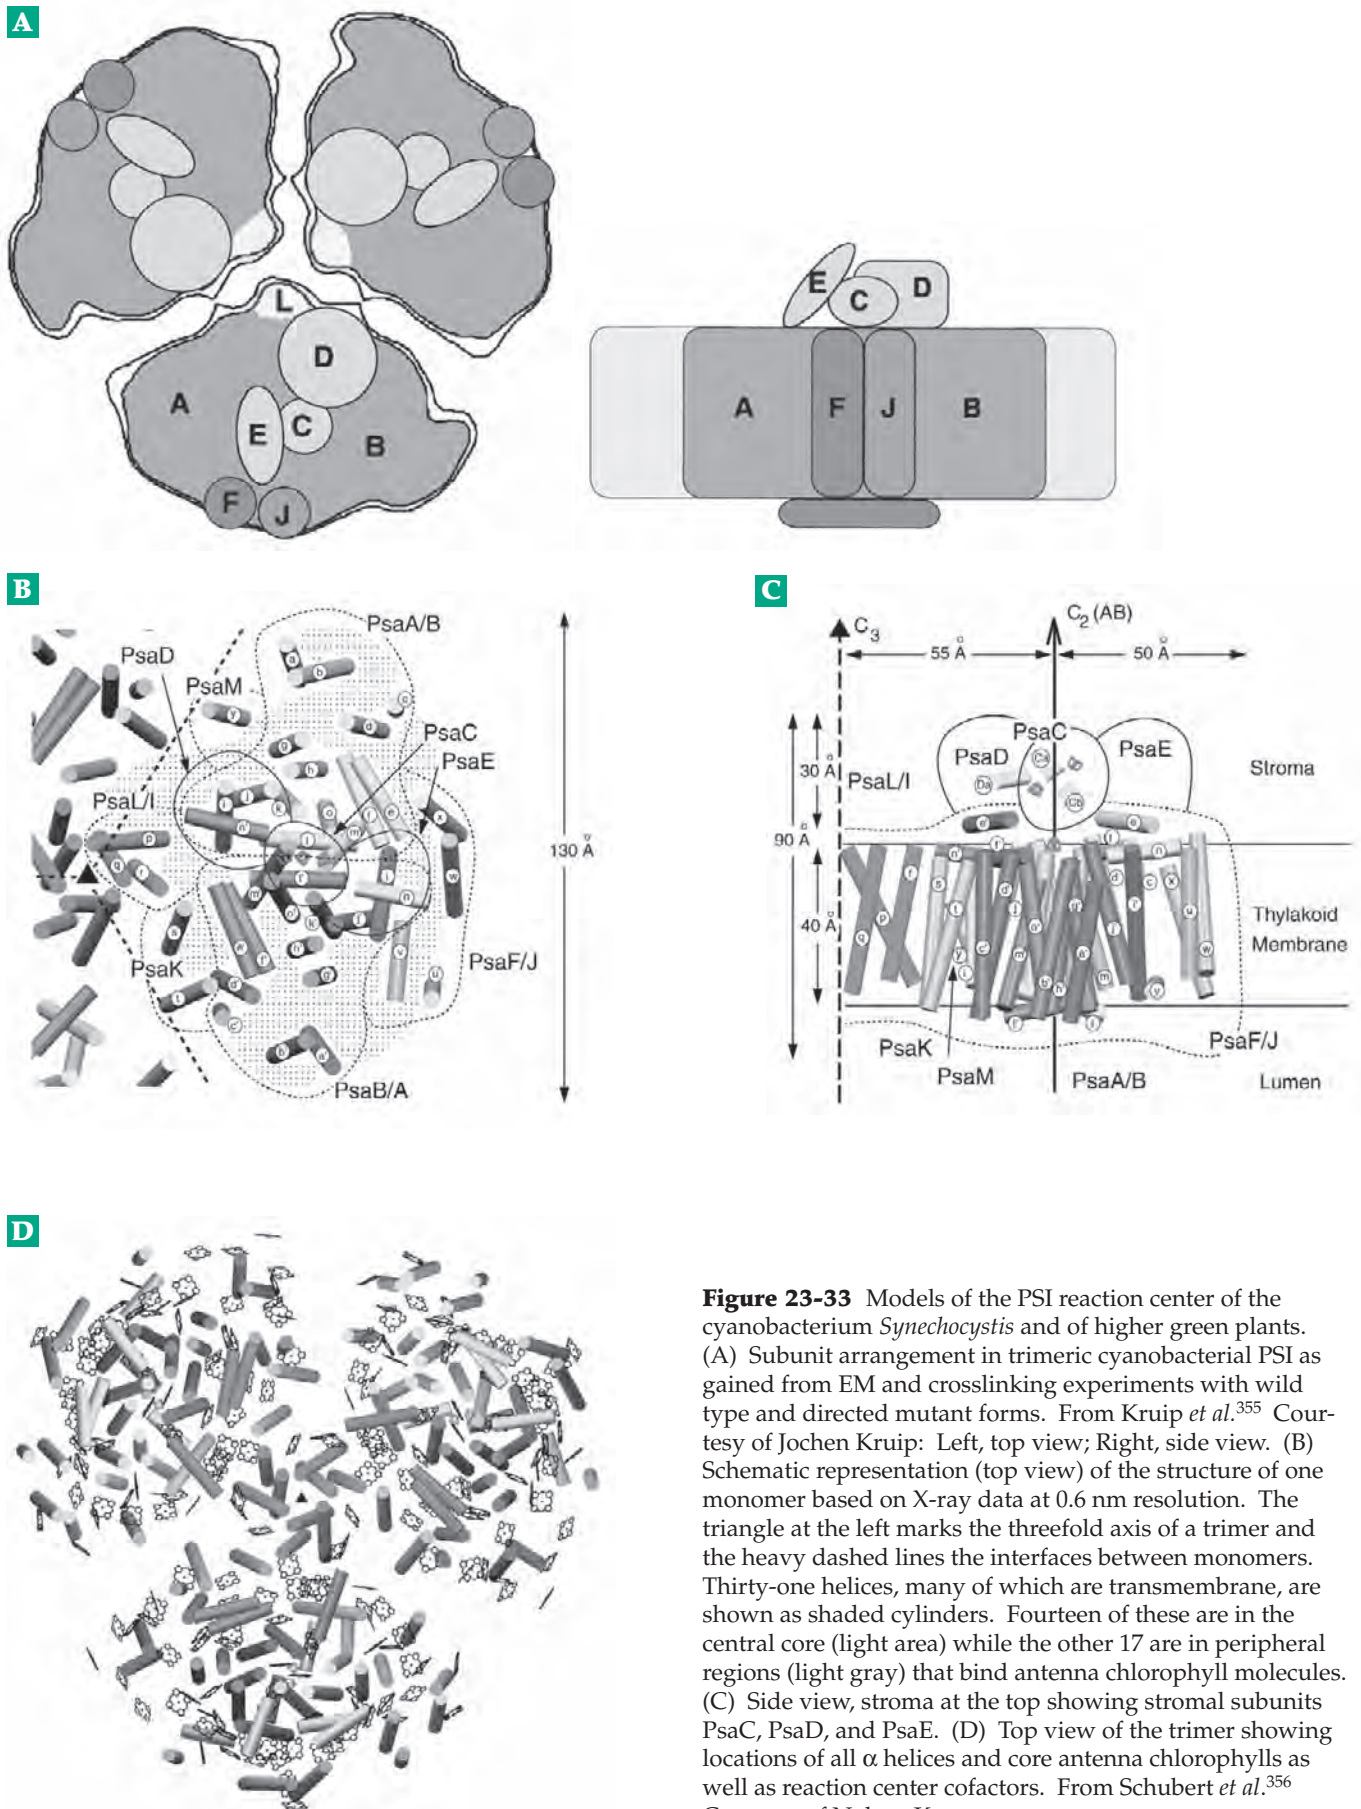 A
L
D
A
E
C
B
F
J
E
C
D
A
F
J
B
B
PsaA/B
PsaD
PsaM
PsaC
PsaE
PsaL/I
PsaK
PsaF/J
PsaB/A
130 Å
C
C3
C2 (AB)
55 Å
50 Å
PsaC
PsaD
PsaE
Stroma
30 Å
PsaL/I
90 Å
40 Å
Thylakoid
Membrane
PsaK
PsaF/J
PsaM
PsaA/B
Lumen
D
Figure 23-33 Models of the PSI reaction center of the
cyanobacterium Synechocystis and of higher green plants.
(A) Subunit arrangement in trimeric cyanobacterial PSI as
gained from EM and crosslinking experiments with wild
type and directed mutant forms. From Kruip et al.355 Cour-
tesy of Jochen Kruip: Left, top view; Right, side view. (B)
Schematic representation (top view) of the structure of one
monomer based on X-ray data at 0.6 nm resolution. The
triangle at the left marks the threefold axis of a trimer and
the heavy dashed lines the interfaces between monomers.
Thirty-one helices, many of which are transmembrane, are
shown as shaded cylinders. Fourteen of these are in the
central core (light area) while the other 17 are in peripheral
regions (light gray) that bind antenna chlorophyll molecules.
(C) Side view, stroma at the top showing stromal subunits
PsaC, PsaD, and PsaE. (D) Top view of the trimer showing
locations of all α helices and core antenna chlorophylls as
well as reaction center cofactors. From Schubert et al.356